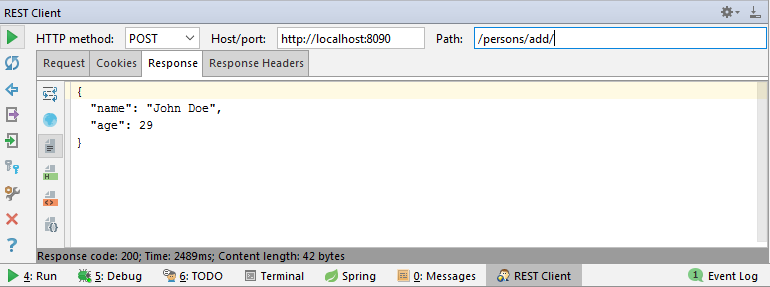 REST Client
HTTP method: POST Host/port: http://localhost:8090 Path: /persons/add/
Request Cookies Response Response Headers
{
"name": "John Doe",
"age": 29
}
Response code: 200; Time: 2489ms; Content length: 42 bytes
4: Run 5: Debug 6: TODO Terminal Spring 0: Messages REST Client 1 Event Log